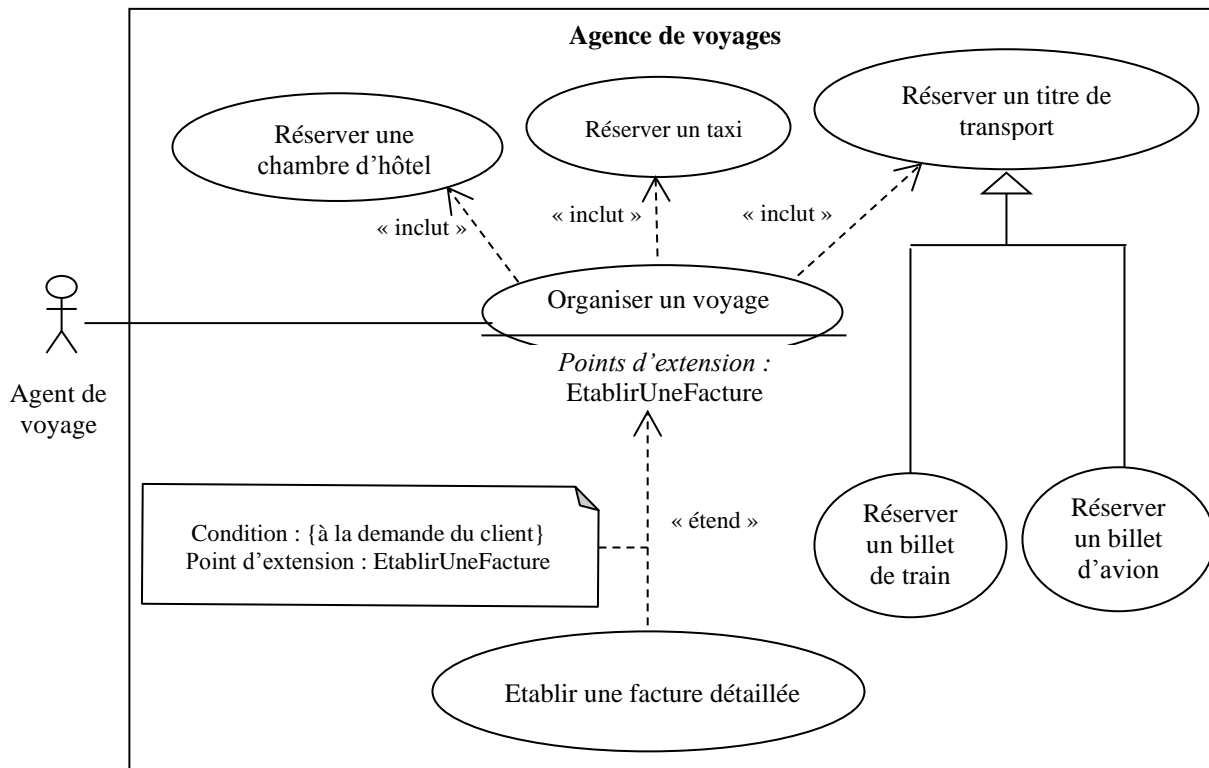 Agence de voyages
Réserver une
chambre d’hôtel
Réserver un taxi
Réserver un titre de
transport
« inclut »
« inclut »
« inclut »
Organiser un voyage
Points d’extension :
EtablirUneFacture
Agent de
voyage
Condition : {à la demande du client}
Point d’extension : EtablirUneFacture
« étend »
Réserver
un billet
de train
Réserver
un billet
d’avion
Etablir une facture détaillée